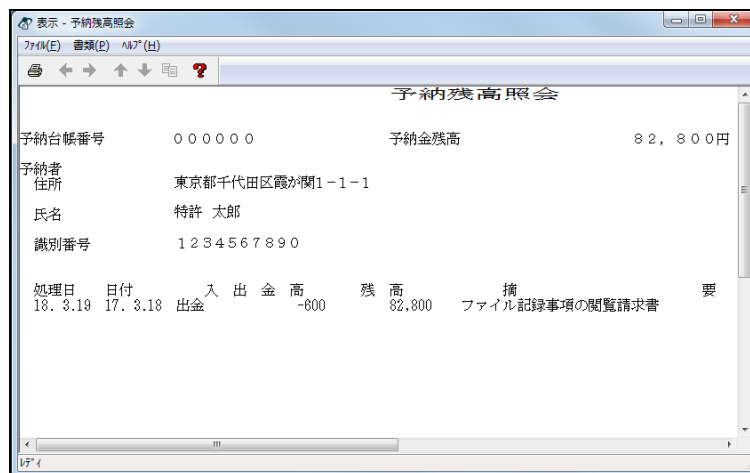 表示 - 予納残高照会
ファイル(F) 書類(P) ヘルプ(H)
予納残高照会
予納台帳番号 000000 予納金残高 82,800円
予納者
住所 東京都千代田区霞が関1-1-1
氏名 特許 太郎
識別番号 1234567890
処理日 日付 入 出 金 高 残 高 摘 要
18. 3.19 17. 3.18 出金 -600 82,800 ファイル記録事項の閲覧請求書
レディ